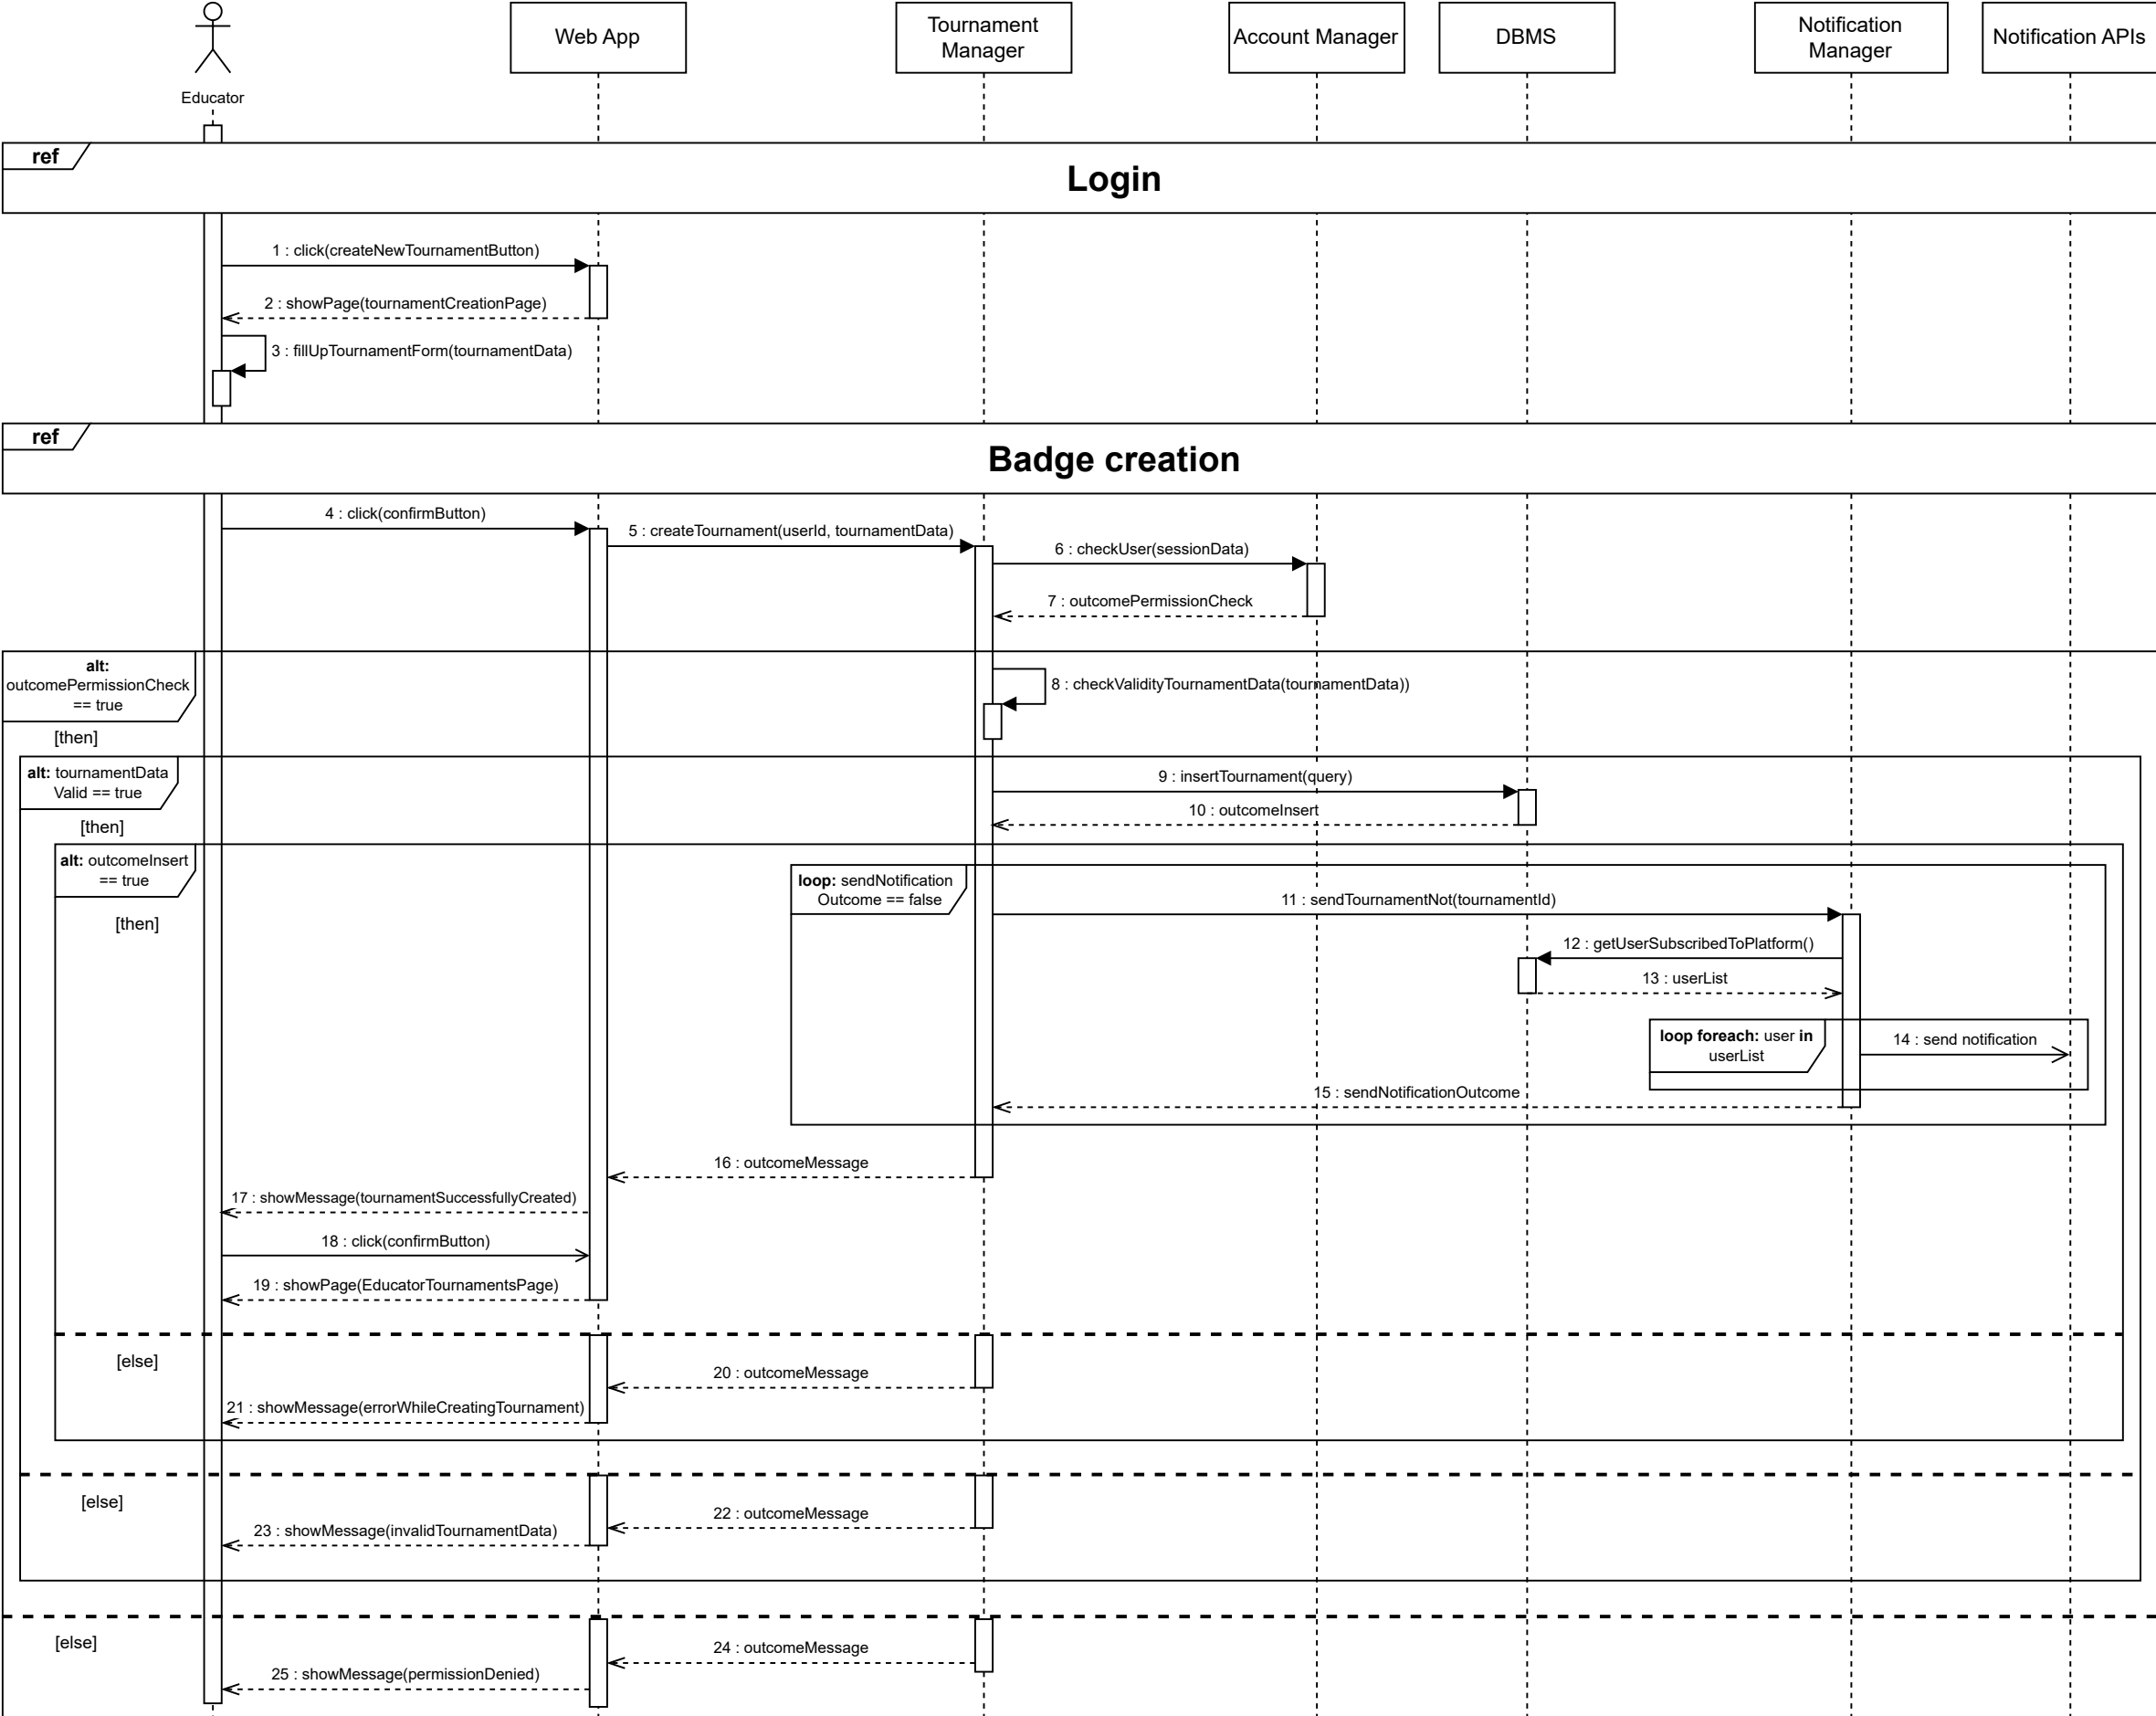 Educator
Web App
Tournament
Manager
Account Manager
DBMS
Notification
Manager
Notification APIs
ref
Login
1 : click(createNewTournamentButton)
2 : showPage(tournamentCreationPage)
3 : fillUpTournamentForm(tournamentData)
ref
Badge creation
4 : click(confirmButton)
5 : createTournament(userId, tournamentData)
6 : checkUser(sessionData)
7 : outcomePermissionCheck
alt:
outcomePermissionCheck
== true
[then]
8 : checkValidityTournamentData(tournamentData))
alt: tournamentData
Valid == true
[then]
9 : insertTournament(query)
10 : outcomeInsert
alt: outcomeInsert
== true
[then]
loop: sendNotification
Outcome == false
11 : sendTournamentNot(tournamentId)
12 : getUserSubscribedToPlatform()
13 : userList
loop foreach: user in
userList
14 : send notification
15 : sendNotificationOutcome
16 : outcomeMessage
17 : showMessage(tournamentSuccessfullyCreated)
18 : click(confirmButton)
19 : showPage(EducatorTournamentsPage)
[else]
20 : outcomeMessage
21 : showMessage(errorWhileCreatingTournament)
[else]
22 : outcomeMessage
23 : showMessage(invalidTournamentData)
[else]
24 : outcomeMessage
25 : showMessage(permissionDenied)